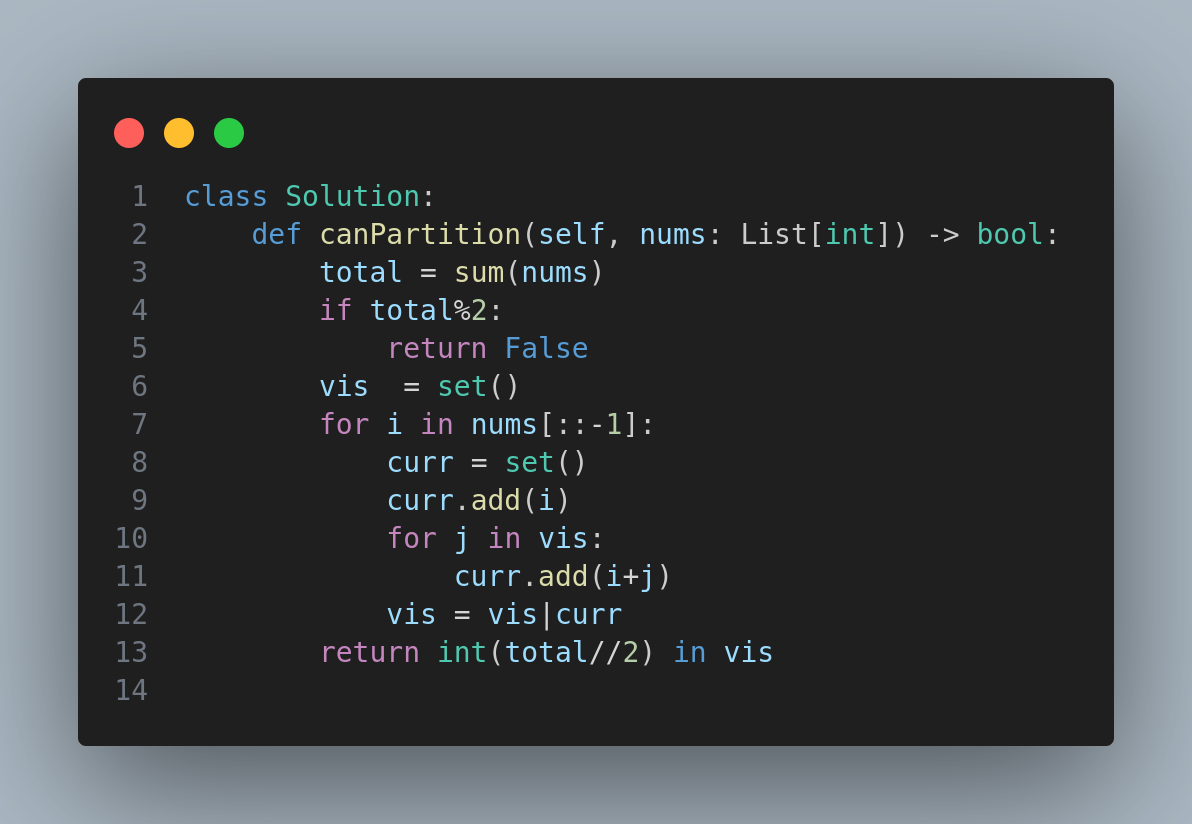 1 class Solution:
2     def canPartition(self, nums: List[int]) -> bool:
3         total = sum(nums)
4         if total%2:
5             return False
6         vis  = set()
7         for i in nums[::-1]:
8             curr = set()
9             curr.add(i)
10             for j in vis:
11                 curr.add(i+j)
12             vis = vis|curr
13         return int(total//2) in vis
14